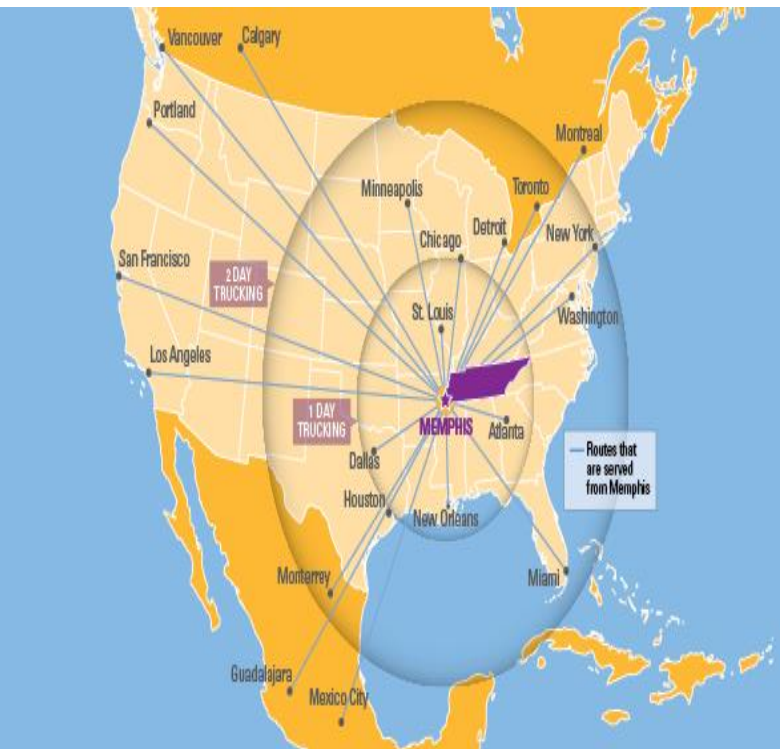 Vancouver
Calgary
Portland
Montreal
Minneapolis
Toronto
Detroit
New York
Chicago
San Francisco
2 DAY
TRUCKING
St. Louis
Washington
Los Angeles
1 DAY
TRUCKING
MEMPHIS
Atlanta
Dallas
Routes that
are served
from Memphis
Houston
New Orleans
Monterrey
Miami
Guadalajara
Mexico City